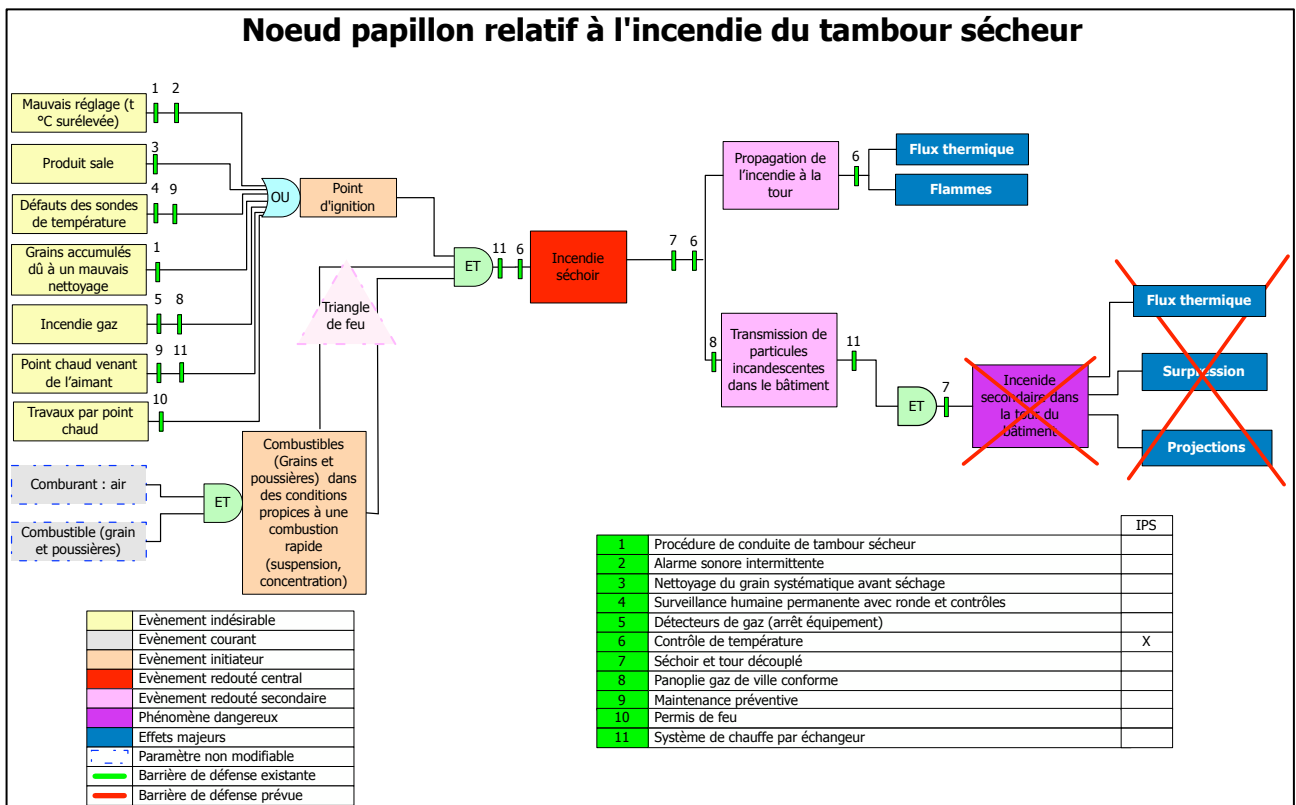 Noeud papillon relatif à l'incendie du tambour sécheur
1 2
Mauvais réglage (t
°C surélevée)
3
Produit sale
4 9
Défauts des sondes
de température
1
Grains accumulés
dû à un mauvais
nettoyage
5 8
Incendie gaz
9 11
Point chaud venant
de l'aimant
10
Travaux par point
chaud
Comburant : air
Combustible (grain
et poussières)
OU
Point
d'ignition
ET
Combustibles
(Grains et
poussières) dans
des conditions
propices à une
combustion
rapide
(suspension,
concentration)
Triangle
de feu
ET
11 6
Incendie
séchoir
7 6
Propagation de
l'incendie à la
tour
6
Flux thermique
Flammes
8
Transmission de
particules
incandescentes
dans le bâtiment
11
ET
7
Incenide
secondaire dans
la tour du
bâtiment
Flux thermique
Surpression
Projections
Evènement indésirable
Evènement courant
Evènement initiateur
Evènement redouté central
Evènement redouté secondaire
Phénomène dangereux
Effets majeurs
Paramètre non modifiable
Barrière de défense existante
Barrière de défense prévue
IPS
1 Procédure de conduite de tambour sécheur
2 Alarme sonore intermittente
3 Nettoyage du grain systématique avant séchage
4 Surveillance humaine permanente avec ronde et contrôles
5 Détecteurs de gaz (arrêt équipement)
6 Contrôle de température X
7 Séchoir et tour découplé
8 Panoplie gaz de ville conforme
9 Maintenance préventive
10 Permis de feu
11 Système de chauffe par échangeur